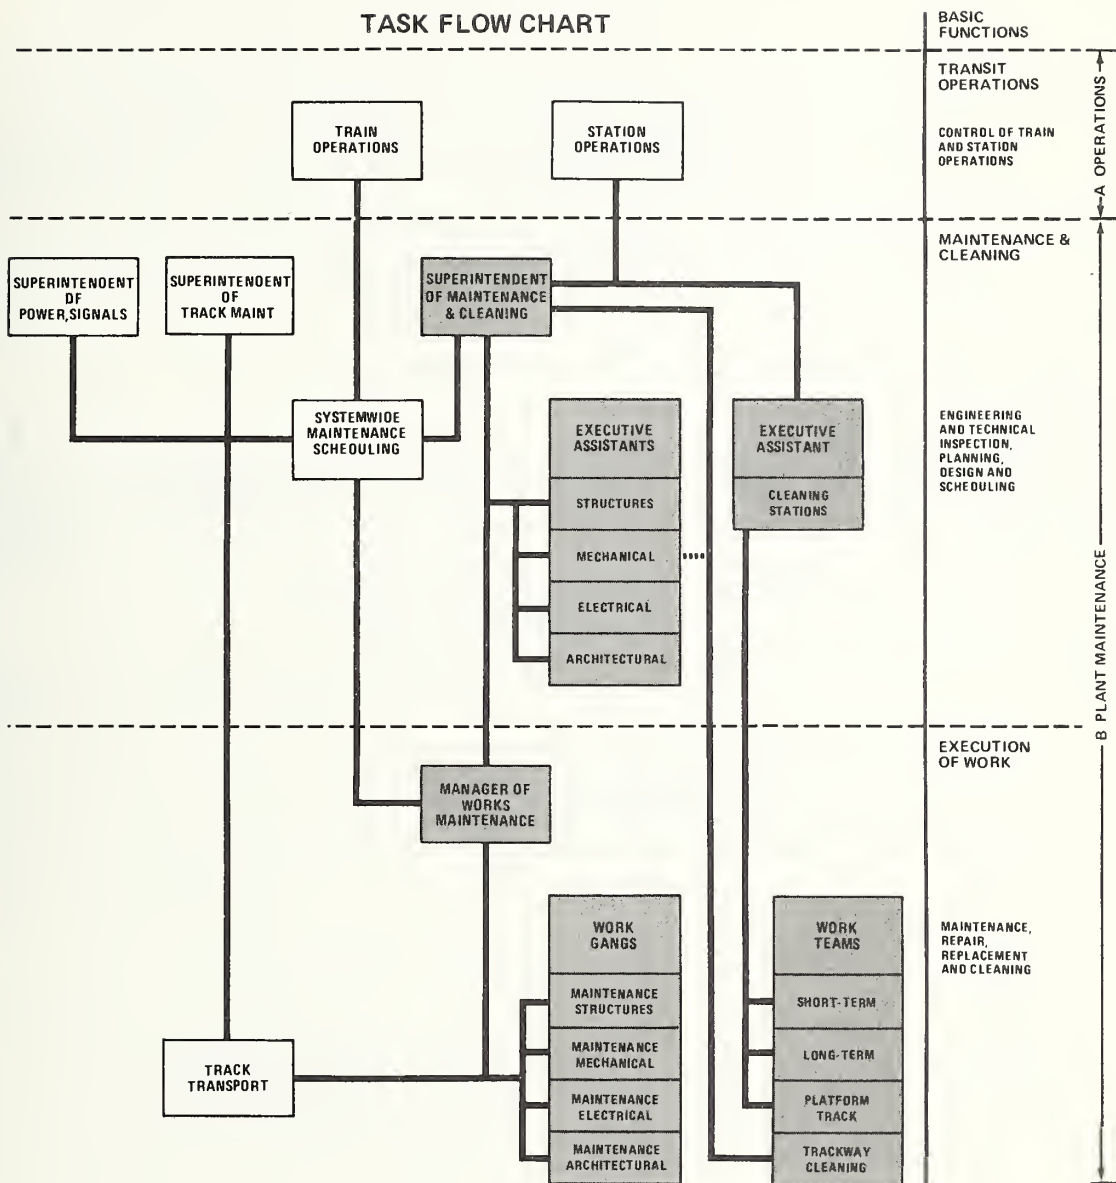 TASK FLOW CHART
BASIC
FUNCTIONS
TRANSIT
OPERATIONS
CONTROL OF TRAIN
AND STATION
OPERATIONS
A OPERATIONS
TRAIN
OPERATIONS
STATION
OPERATIONS
MAINTENANCE &
CLEANING
SUPERINTENOENT
DF
POWER,SIGNALS
SUPERINTENOENT
OF
TRACK MAINT
SUPERINTENDENT
OF MAINTENANCE
& CLEANING
SYSTEMWIDE
MAINTENANCE
SCHEOULING
EXECUTIVE
ASSISTANTS
STRUCTURES
MECHANICAL
ELECTRICAL
ARCHITECTURAL
EXECUTIVE
ASSISTANT
CLEANING
STATIONS
ENGINEERING
AND TECHNICAL
INSPECTION,
PLANNING,
DESIGN AND
SCHEOULING
B PLANT MAINTENANCE
EXECUTION
OF WORK
MANAGER OF
WORKS
MAINTENANCE
TRACK
TRANSPORT
WORK
GANGS
MAINTENANCE
STRUCTURES
MAINTENANCE
MECHANICAL
MAINTENANCE
ELECTRICAL
MAINTENANCE
ARCHITECTURAL
WORK
TEAMS
SHORT-TERM
LONG-TERM
PLATFORM
TRACK
TRACKWAY
CLEANING
MAINTENANCE,
REPAIR,
REPLACEMENT
AND CLEANING